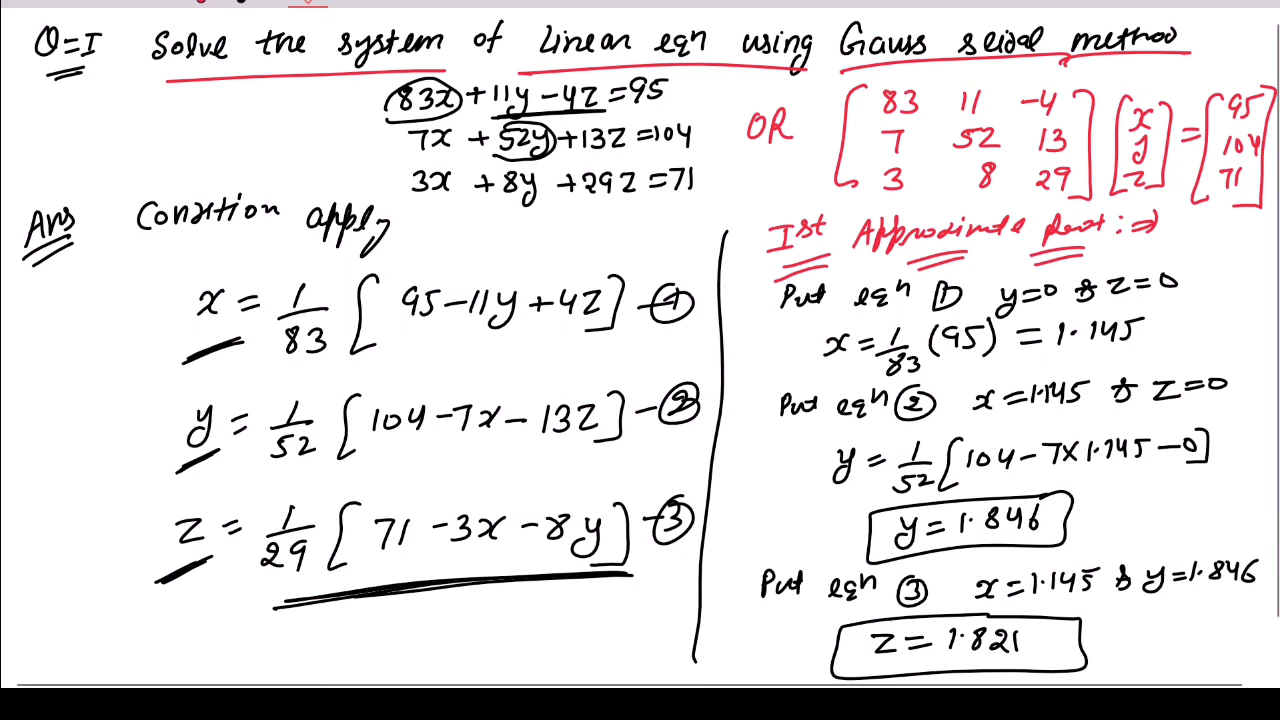 Q=I Solve the system of linear eqn using Gauss seidal method
83x + 11y - 4z = 95
7x + 52y + 13z = 104
3x + 8y + 29z = 71
OR [83 11 -4] [x] = [95]
[7 52 13] [y] [104]
[3 8 29] [z] [71]
Ans Condition apply
x = 1/83 [95-11y+4z] - 1
y = 1/52 [104-7x-13z] - 2
z = 1/29 [71-3x-8y] - 3
Ist Approximate Root :⇒
Put eqn 1 y=0 & z=0
x = 1/83 (95) = 1.145
Put eqn 2 x=1.145 & z=0
y = 1/52 [104-7×1.145-0]
y = 1.846
Put eqn 3 x=1.145 & y=1.846
z = 1.821